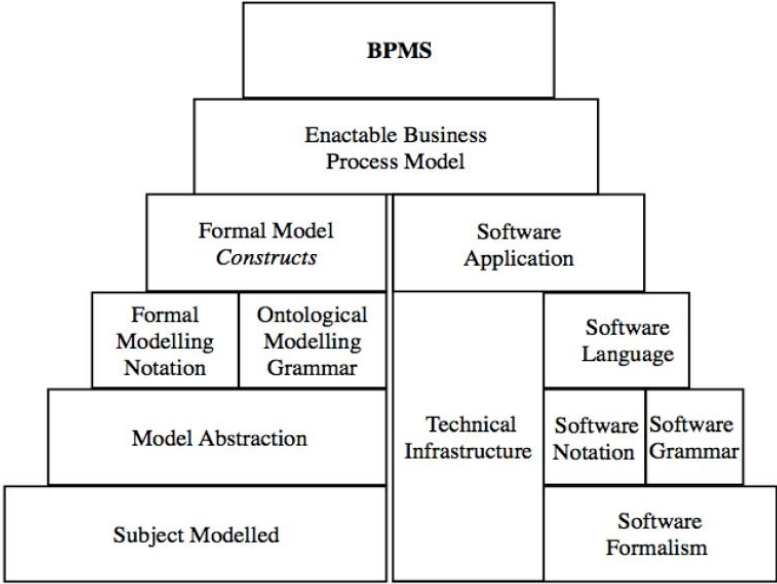 BPMS
Enactable Business
Process Model
Formal Model
Constructs
Software
Application
Formal
Modelling
Notation
Ontological
Modelling
Grammar
Software
Language
Model Abstraction
Technical
Infrastructure
Software
Notation
Software
Grammar
Subject Modelled
Software
Formalism